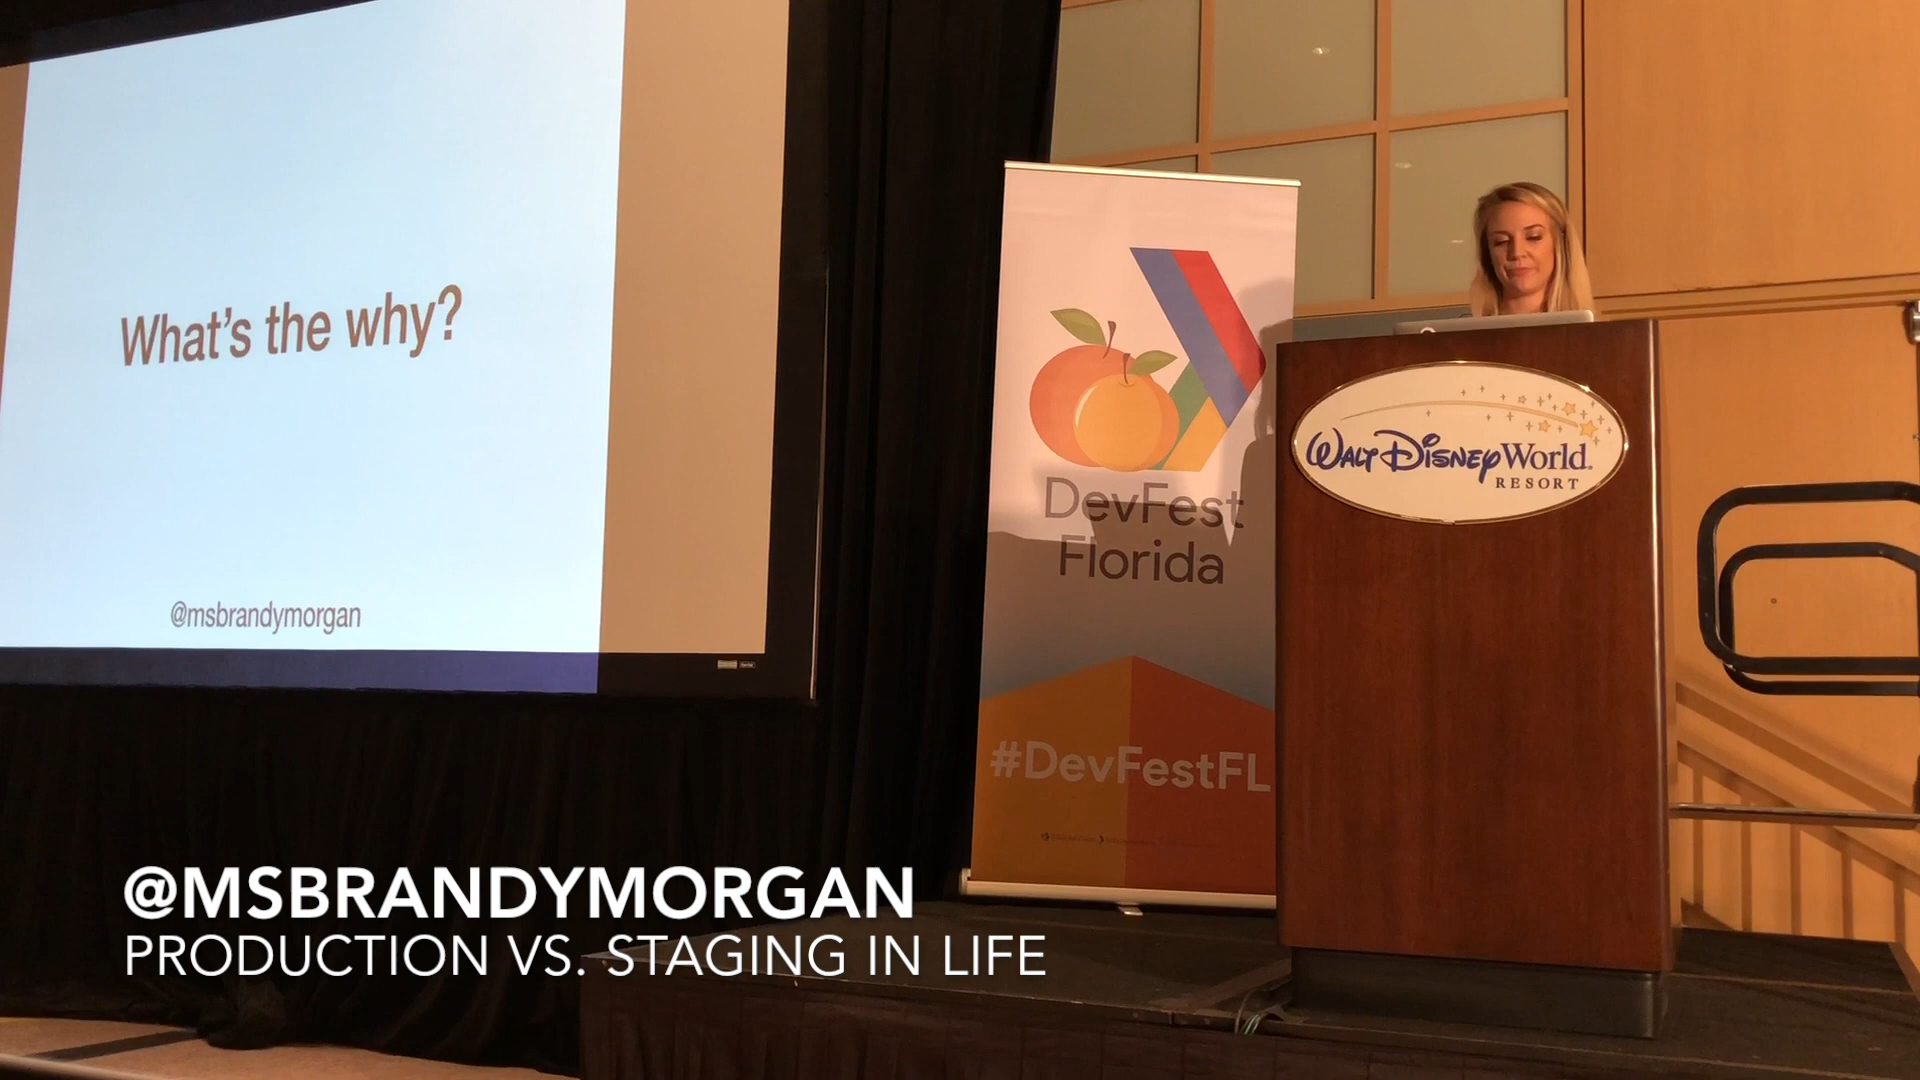 What's the why?
@msbrandymorgan
DevFest
Florida
#DevFestFL
WALT DISNEY World.
RESORT
@MSBRANDYMORGAN
PRODUCTION VS. STAGING IN LIFE